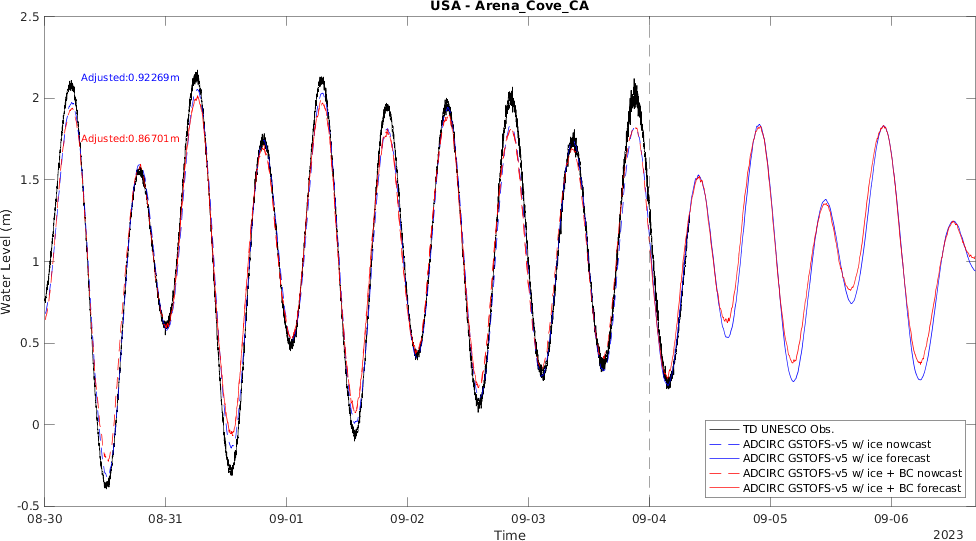 USA - Arena_Cove_CA
2.5
2
1.5
1
0.5
0
-0.5
Water Level (m)
Adjusted:0.92269m
Adjusted:0.86701m
TD UNESCO Obs.
ADCIRC GSTOFS-v5 w/ ice nowcast
ADCIRC GSTOFS-v5 w/ ice forecast
ADCIRC GSTOFS-v5 w/ ice + BC nowcast
ADCIRC GSTOFS-v5 w/ ice + BC forecast
08-30 08-31 09-01 09-02 09-03 09-04 09-05 09-06
Time
2023